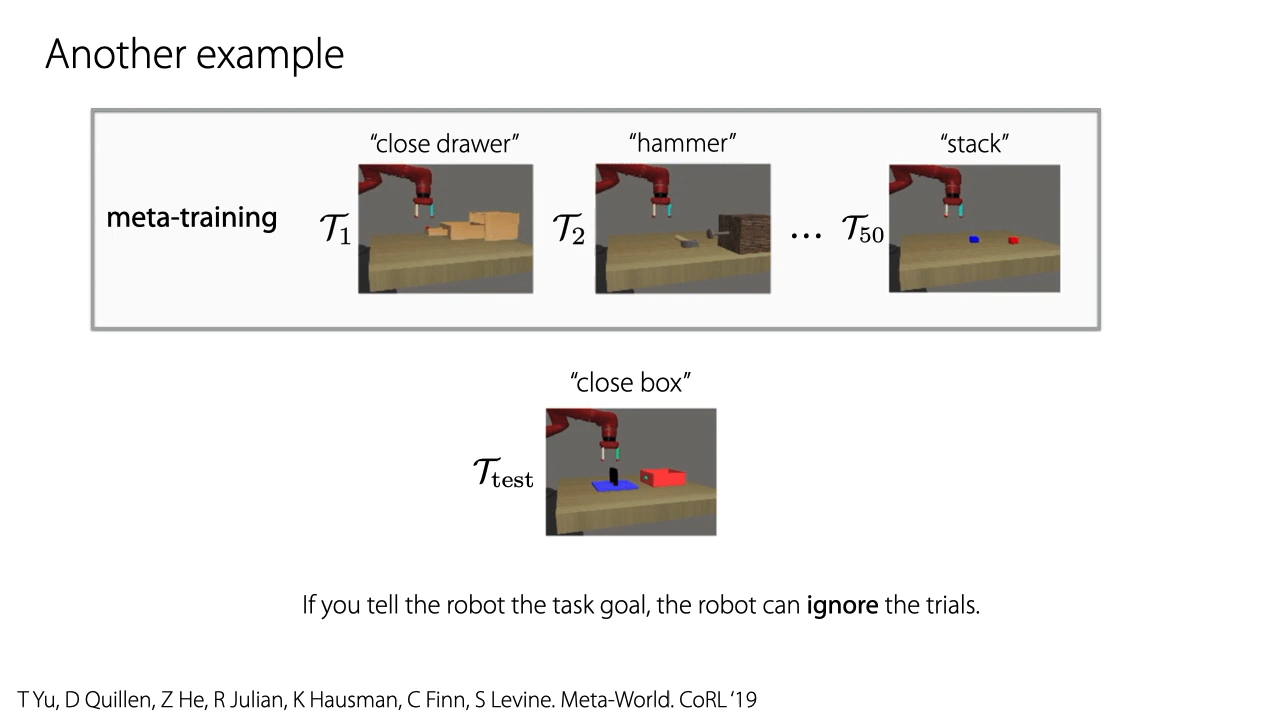 Another example
“close drawer” “hammer” “stack”
meta-training 𝒯1 𝒯2 ... 𝒯50
“close box”
𝒯test
If you tell the robot the task goal, the robot can ignore the trials.
T Yu, D Quillen, Z He, R Julian, K Hausman, C Finn, S Levine. Meta-World. CoRL ‘19